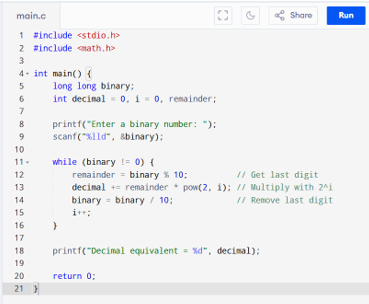 main.c
Share
Run
1 #include <stdio.h>
2 #include <math.h>
3
4 int main() {
5     long long binary;
6     int decimal = 0, i = 0, remainder;
7
8     printf("Enter a binary number: ");
9     scanf("%lld", &binary);
10
11     while (binary != 0) {
12         remainder = binary % 10;           // Get last digit
13         decimal += remainder * pow(2, i); // Multiply with 2^i
14         binary = binary / 10;              // Remove last digit
15         i++;
16     }
17
18     printf("Decimal equivalent = %d", decimal);
19
20     return 0;
21 }